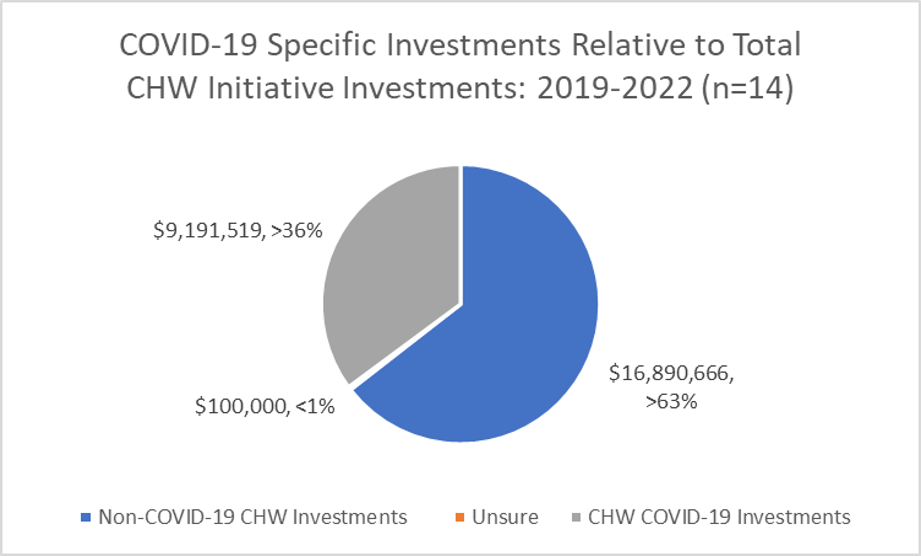 COVID-19 Specific Investments Relative to Total
CHW Initiative Investments: 2019-2022 (n=14)
$9,191,519, >36%
$16,890,666,
>63%
$100,000, <1%
Non-COVID-19 CHW Investments
Unsure
CHW COVID-19 Investments